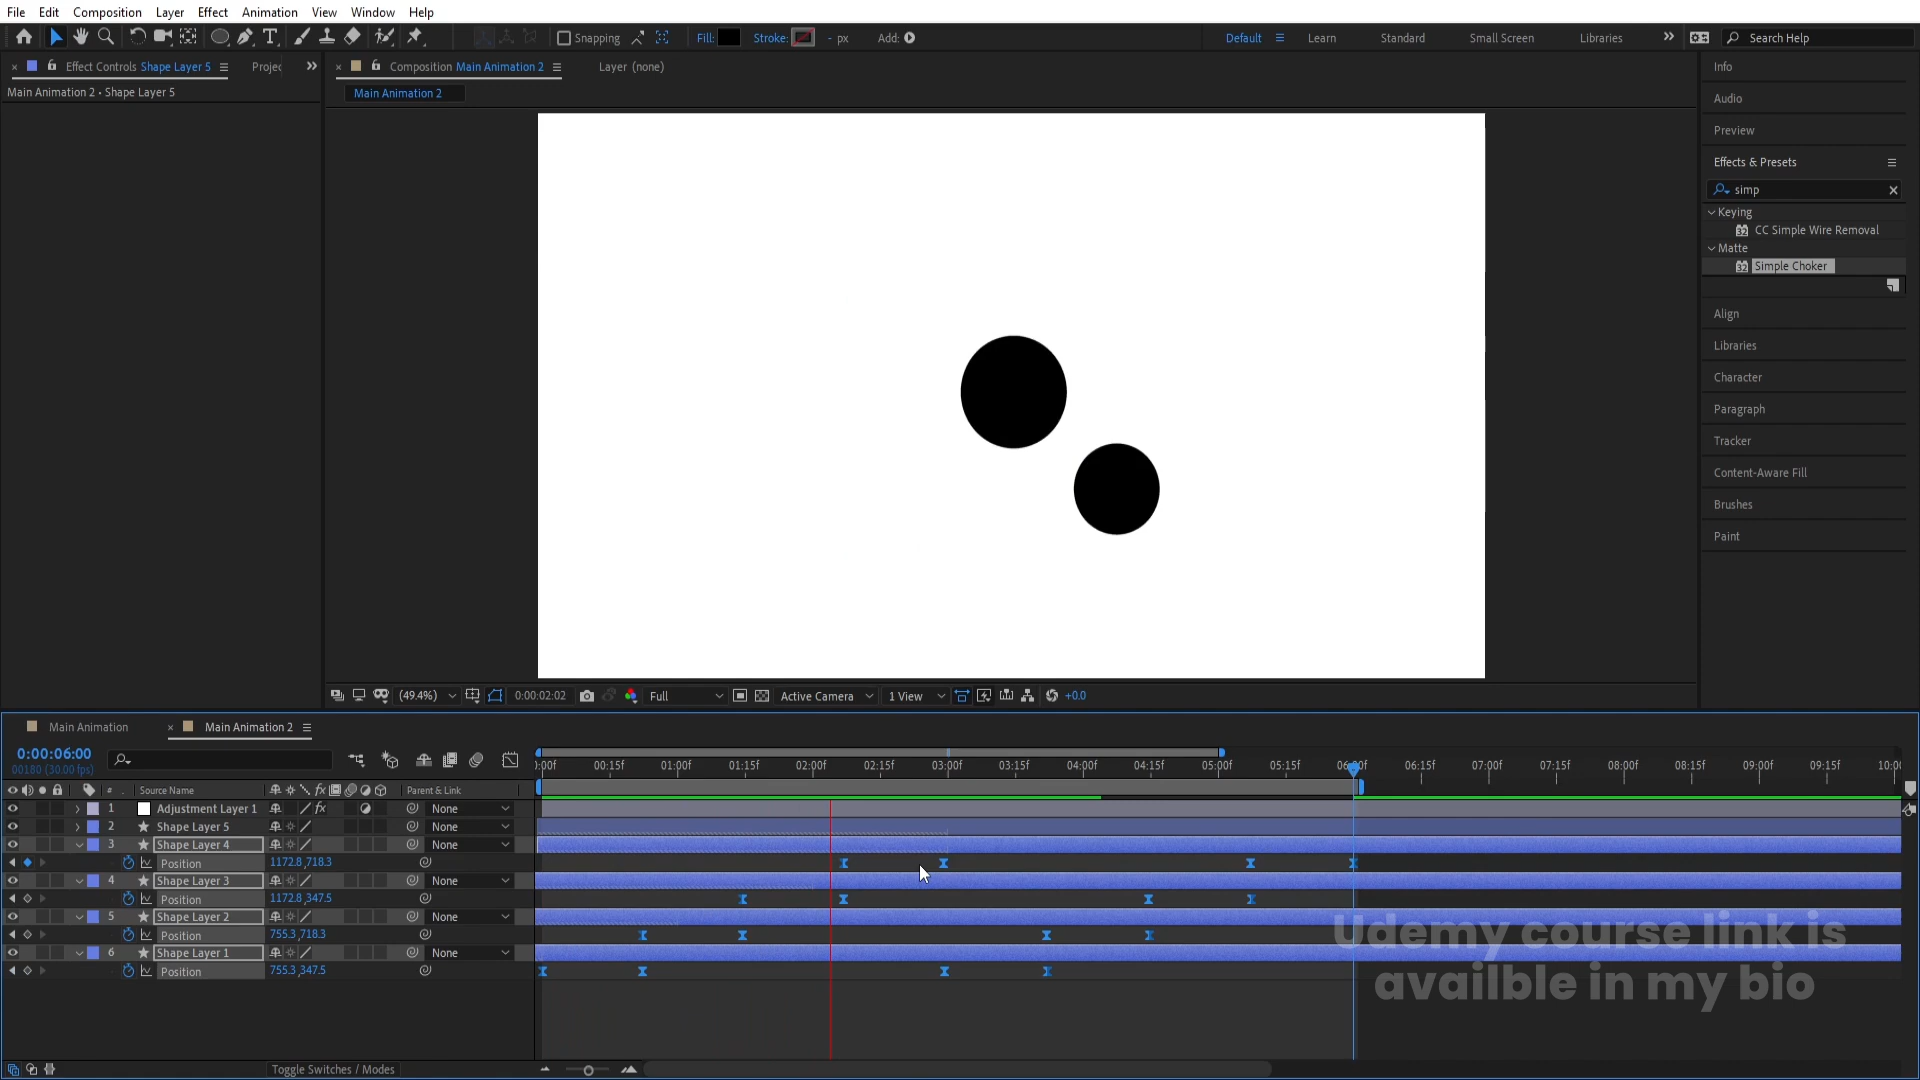 File Edit Composition Layer Effect Animation View Window Help
Snapping Fill: Stroke: - px Add: Default Learn Standard Small Screen Libraries Search Help
Effect Controls Shape Layer 5 Projec
Main Animation 2 • Shape Layer 5
Composition Main Animation 2 Layer (none)
Main Animation 2
Info
Audio
Preview
Effects & Presets
simp
Keying
32 CC Simple Wire Removal
Matte
32 Simple Choker
Align
Libraries
Character
Paragraph
Tracker
Content-Aware Fill
Brushes
Paint
(49.4%) 0:00:02:02 Full Active Camera 1 View +0.0
Main Animation Main Animation 2
0:00:06:00
00180 (30.00 fps)
:00f 00:15f 01:00f 01:15f 02:00f 02:15f 03:00f 03:15f 04:00f 04:15f 05:00f 05:15f 06:00f 06:15f 07:00f 07:15f 08:00f 08:15f 09:00f 09:15f 10:0
# . Source Name fx Parent & Link
1 Adjustment Layer 1 fx None
2 Shape Layer 5 None
3 Shape Layer 4 None
Position 1172.8,718.3
4 Shape Layer 3 None
Position 1172.8,347.5
5 Shape Layer 2 None
Position 755.3,718.3
6 Shape Layer 1 None
Position 755.3,347.5
Udemy course link is
availble in my bio
Toggle Switches / Modes